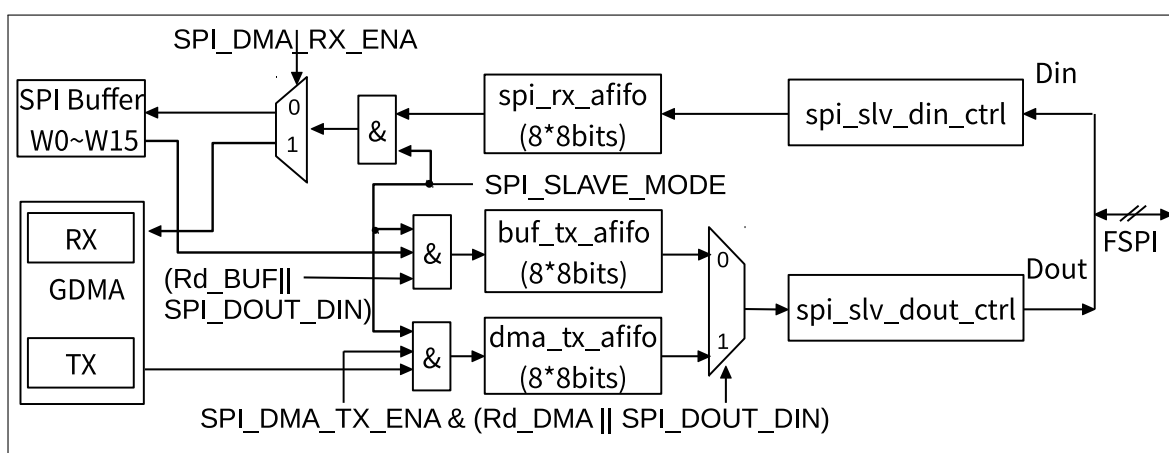 SPI_DMA_RX_ENA
SPI Buffer
W0~W15
0
1
&
spi_rx_afifo
(8*8bits)
spi_slv_din_ctrl
Din
SPI_SLAVE_MODE
RX
GDMA
TX
(Rd_BUF||
SPI_DOUT_DIN)
&
buf_tx_afifo
(8*8bits)
0
1
FSPI
Dout
spi_slv_dout_ctrl
&
dma_tx_afifo
(8*8bits)
SPI_DMA_TX_ENA & (Rd_DMA || SPI_DOUT_DIN)